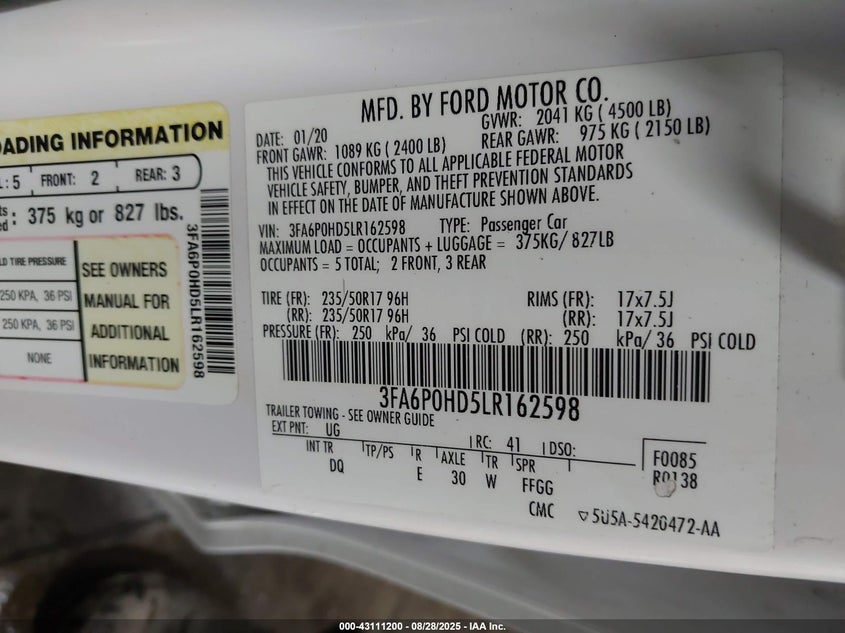 OADING INFORMATION
L: 5 FRONT: 2 REAR: 3
375 kg or 827 lbs.
D TIRE PRESSURE
250 KPA, 36 PSI
250 KPA, 36 PSI
NONE
SEE OWNERS
MANUAL FOR
ADDITIONAL
INFORMATION
3FA6P0HD5LR162598
MFD. BY FORD MOTOR CO.
DATE: 01/20 GVWR: 2041 KG ( 4500 LB)
FRONT GAWR: 1089 KG ( 2400 LB) REAR GAWR: 975 KG ( 2150 LB)
THIS VEHICLE CONFORMS TO ALL APPLICABLE FEDERAL MOTOR
VEHICLE SAFETY, BUMPER, AND THEFT PREVENTION STANDARDS
IN EFFECT ON THE DATE OF MANUFACTURE SHOWN ABOVE.
VIN: 3FA6P0HD5LR162598 TYPE: Passenger Car
MAXIMUM LOAD = OCCUPANTS + LUGGAGE = 375KG/ 827LB
OCCUPANTS = 5 TOTAL; 2 FRONT, 3 REAR
TIRE (FR): 235/50R17 96H RIMS (FR): 17x7.5J
(RR): 235/50R17 96H (RR): 17x7.5J
PRESSURE (FR): 250 kPa/ 36 PSI COLD (RR): 250 kPa/ 36 PSI COLD
3FA6P0HD5LR162598
TRAILER TOWING - SEE OWNER GUIDE
EXT PNT: UG RC: 41 DSO:
INT TR TP/PS R AXLE TR SPR
DQ E 30 W FFGG
CMC
F0085
R0138
▽5U5A-5420472-AA
000-43111200 - 08/28/2025 - IAA Inc.